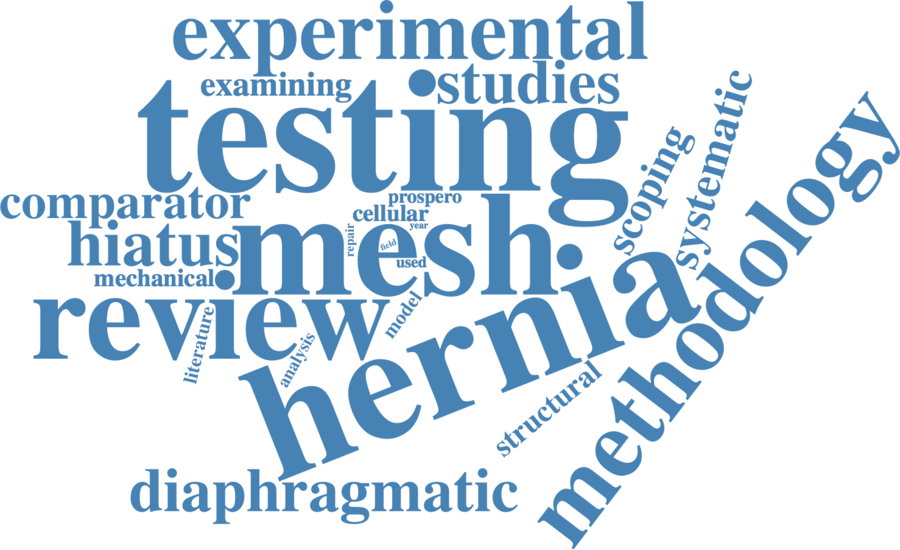 experimental
examining
studies
testing
scoping
systematic
methodology
comparator
prospero
cellular
year
hiatus
mesh
repair
field
used
mechanical
hernia
review
model
literature
analysis
structural
diaphragmatic